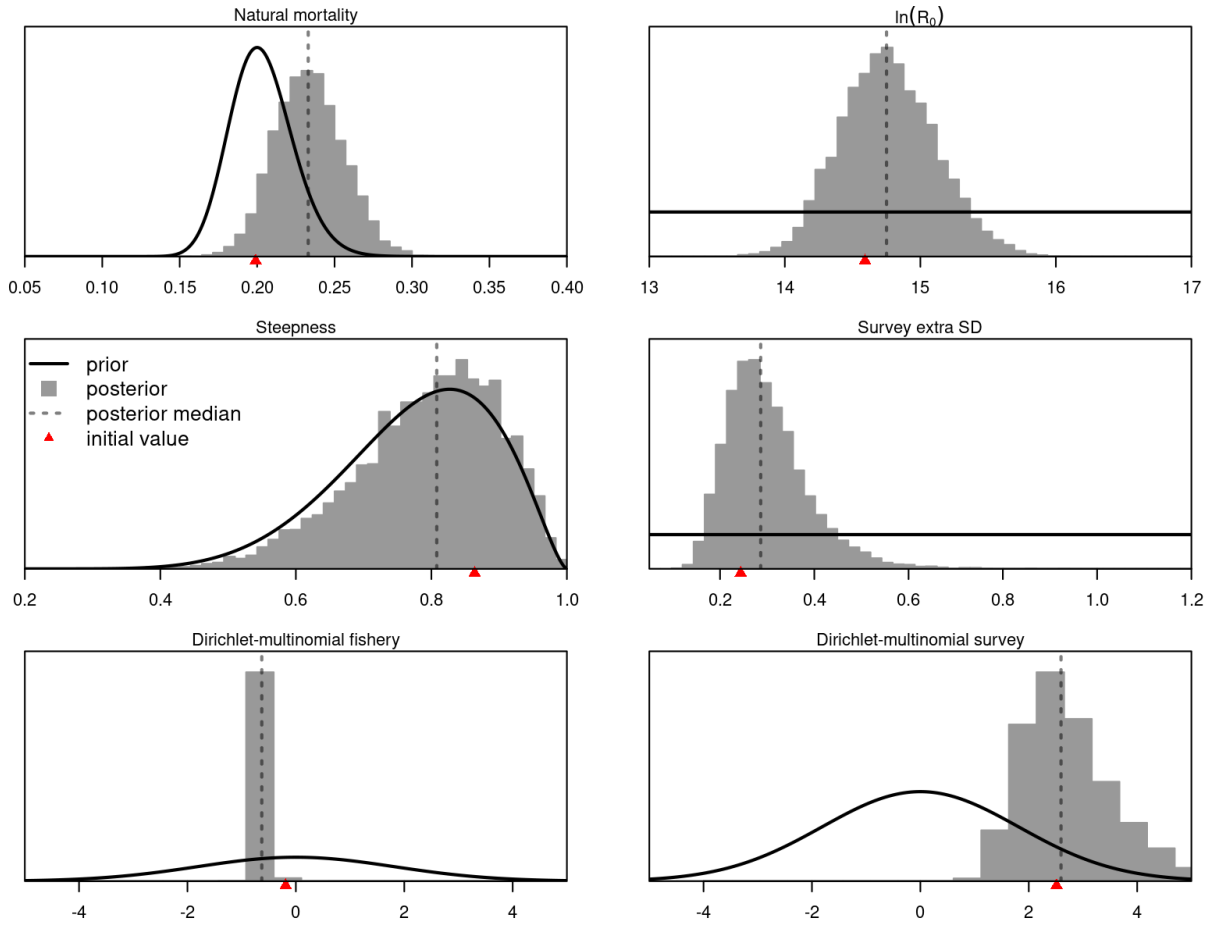 Natural mortality
ln(R₀)
0.05 0.10 0.15 0.20 0.25 0.30 0.35 0.40
13 14 15 16 17
Steepness
Survey extra SD
prior
posterior
posterior median
initial value
0.2 0.4 0.6 0.8 1.0
0.2 0.4 0.6 0.8 1.0 1.2
Dirichlet-multinomial fishery
Dirichlet-multinomial survey
-4 -2 0 2 4
-4 -2 0 2 4